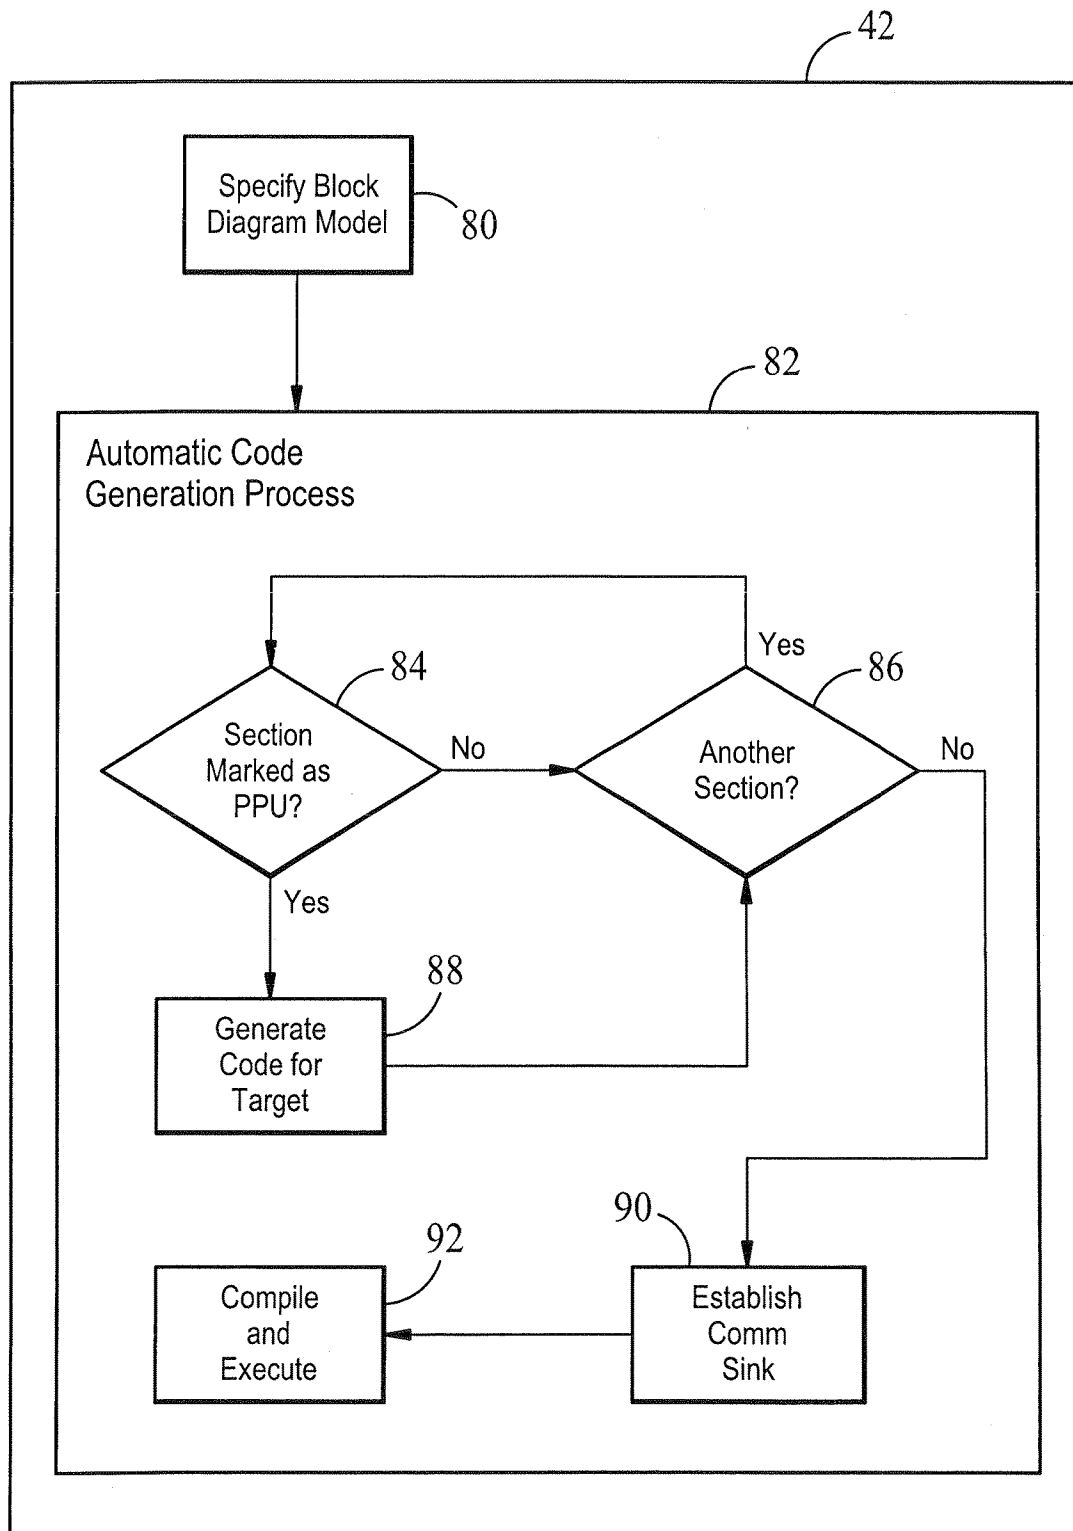 42
Specify Block
Diagram Model
80
82
Automatic Code
Generation Process
Yes
84
86
Section
Marked as
PPU?
No
Another
Section?
No
Yes
88
Generate
Code for
Target
90
92
Compile
and
Execute
Establish
Comm
Sink